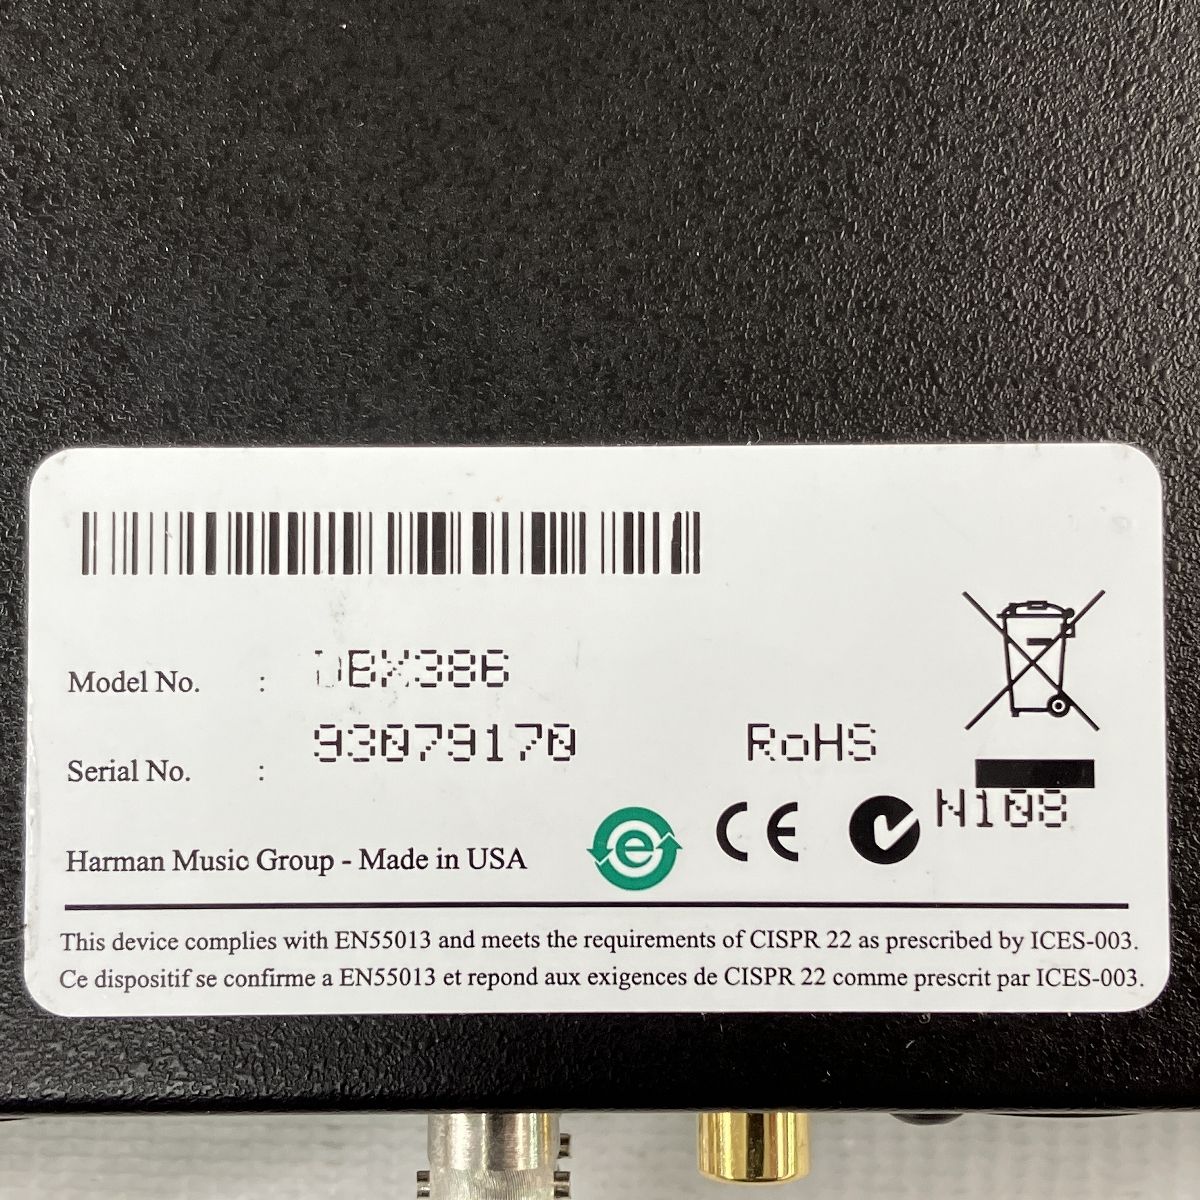 Model No. : DBX386
Serial No. : 93079170
RoHS
N108
Harman Music Group - Made in USA
e
CE
This device complies with EN55013 and meets the requirements of CISPR 22 as prescribed by ICES-003.
Ce dispositif se confirme a EN55013 et repond aux exigences de CISPR 22 comme prescrit par ICES-003.